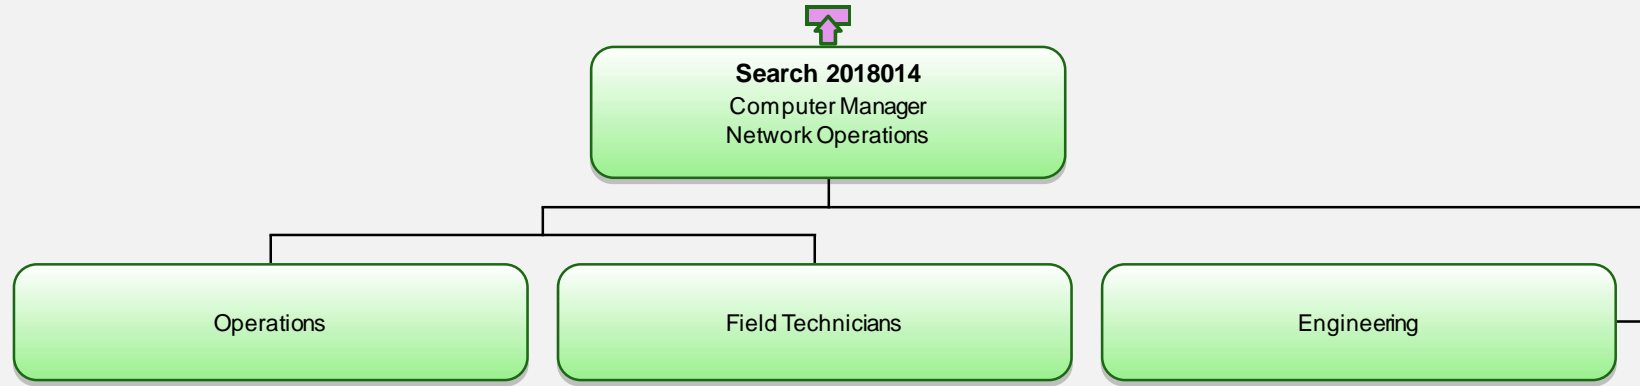 Search 2018014
Computer Manager
Network Operations
Operations
Field Technicians
Engineering